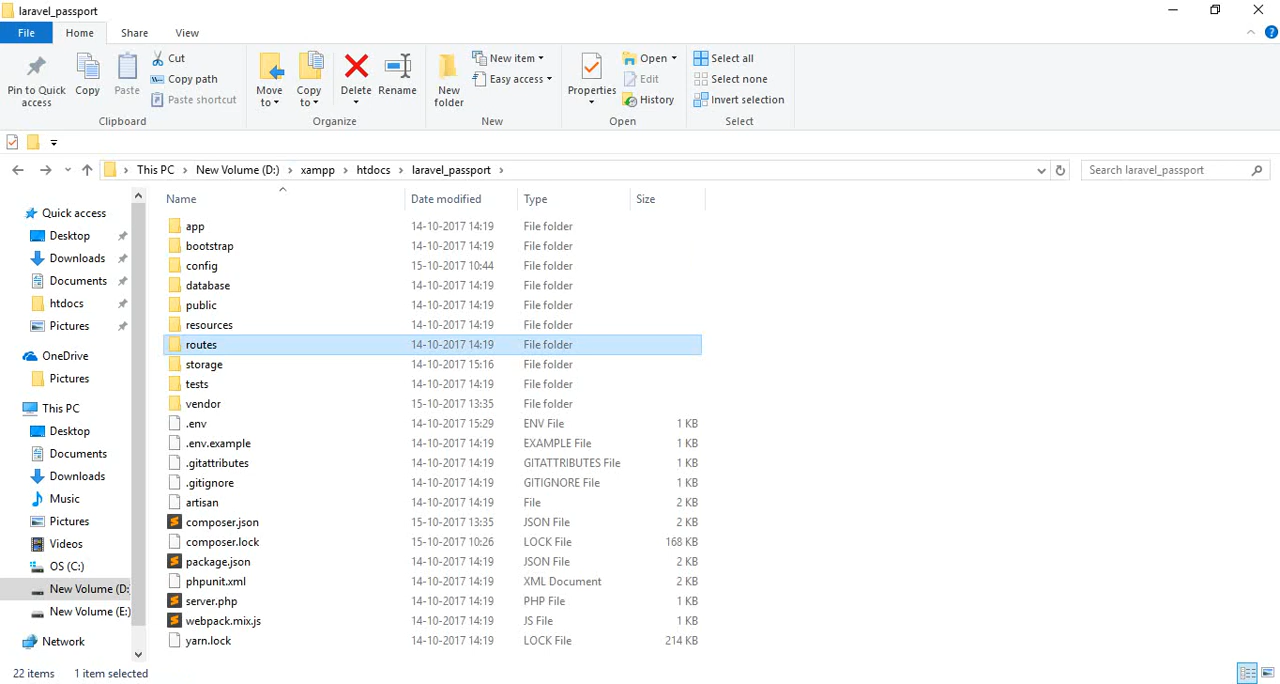 laravel_passport
File Home Share View
Pin to Quick access
Copy
Paste
Cut
Copy path
Paste shortcut
Clipboard
Move to
Copy to
Delete
Rename
Organize
New folder
New item
Easy access
New
Properties
Open
Edit
History
Open
Select all
Select none
Invert selection
Select
This PC New Volume (D:) xampp htdocs laravel_passport
Search laravel_passport
Quick access
Desktop
Downloads
Documents
htdocs
Pictures
OneDrive
Pictures
This PC
Desktop
Documents
Downloads
Music
Pictures
Videos
OS (C:)
New Volume (D:
New Volume (E:)
Network
Name Date modified Type Size
app 14-10-2017 14:19 File folder
bootstrap 14-10-2017 14:19 File folder
config 15-10-2017 10:44 File folder
database 14-10-2017 14:19 File folder
public 14-10-2017 14:19 File folder
resources 14-10-2017 14:19 File folder
routes 14-10-2017 14:19 File folder
storage 14-10-2017 15:16 File folder
tests 14-10-2017 14:19 File folder
vendor 15-10-2017 13:35 File folder
.env 14-10-2017 15:29 ENV File 1 KB
.env.example 14-10-2017 14:19 EXAMPLE File 1 KB
.gitattributes 14-10-2017 14:19 GITATTRIBUTES File 1 KB
.gitignore 14-10-2017 14:19 GITIGNORE File 1 KB
artisan 14-10-2017 14:19 File 2 KB
composer.json 15-10-2017 13:35 JSON File 2 KB
composer.lock 15-10-2017 10:26 LOCK File 168 KB
package.json 14-10-2017 14:19 JSON File 2 KB
phpunit.xml 14-10-2017 14:19 XML Document 2 KB
server.php 14-10-2017 14:19 PHP File 1 KB
webpack.mix.js 14-10-2017 14:19 JS File 1 KB
yarn.lock 14-10-2017 14:19 LOCK File 214 KB
22 items 1 item selected